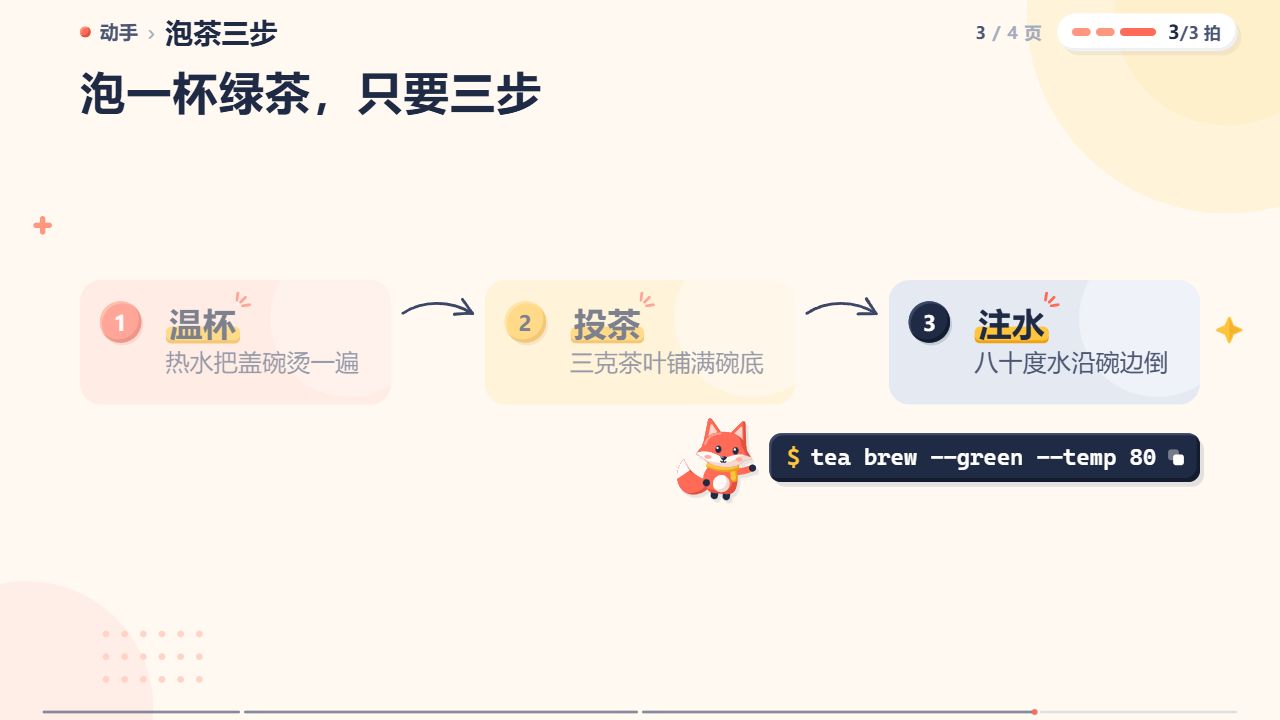 动手 › 泡茶三步
3 / 4 页
3/3 拍
泡一杯绿茶，只要三步
1
温杯
热水把盖碗烫一遍
2
投茶
三克茶叶铺满碗底
3
注水
八十度水沿碗边倒
$ tea brew --green --temp 80